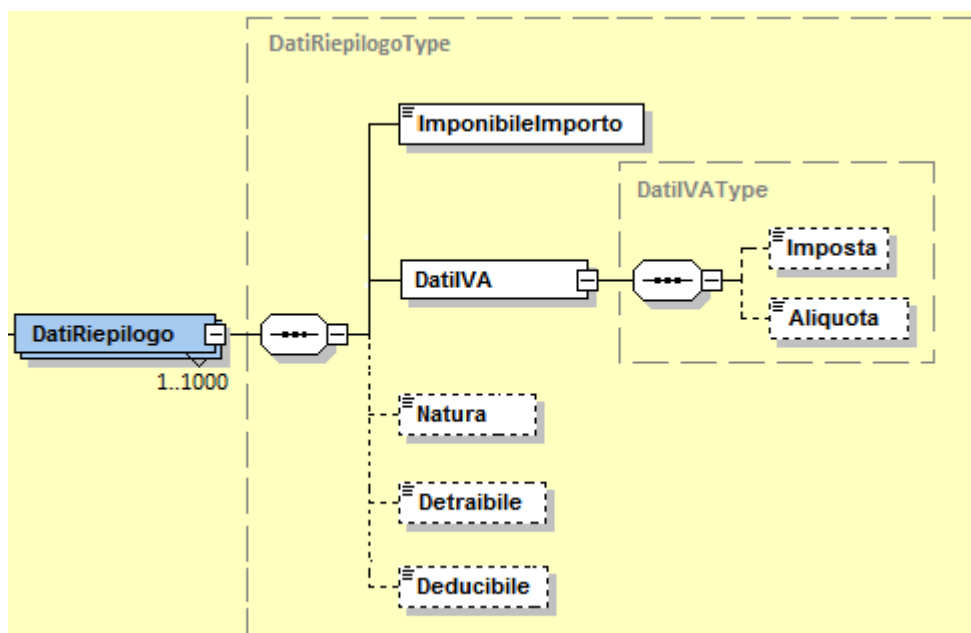 DatiRiepilogoType
ImponibileImporto
DatiIVAType
Imposta
DatiIVA
Aliquota
DatiRiepilogo
1..1000
Natura
Detraibile
Deducibile